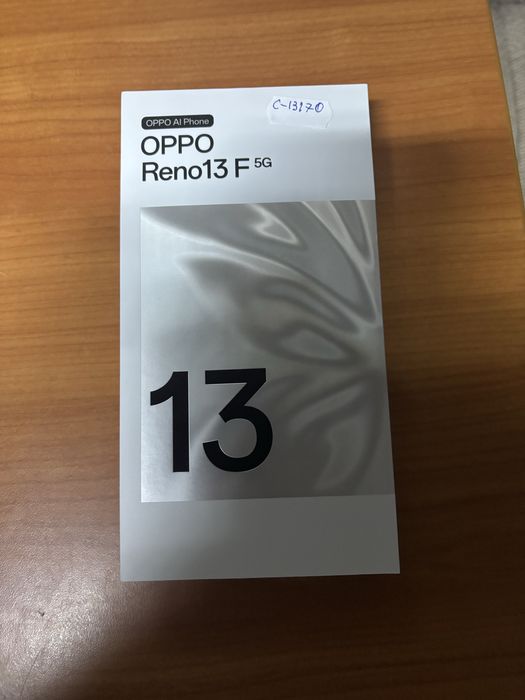 C-13170
OPPO AI Phone
OPPO
Reno13 F 5G
13